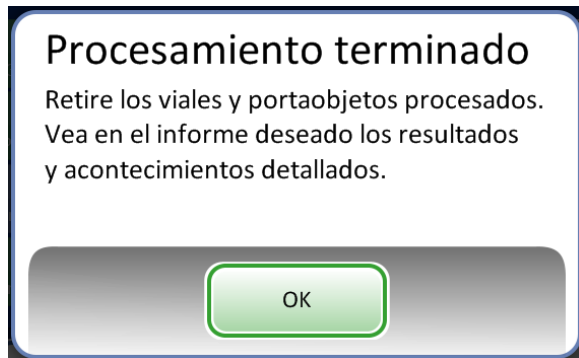 Procesamiento terminado
Retire los viales y portaobjetos procesados.
Vea en el informe deseado los resultados
y acontecimientos detallados.
OK